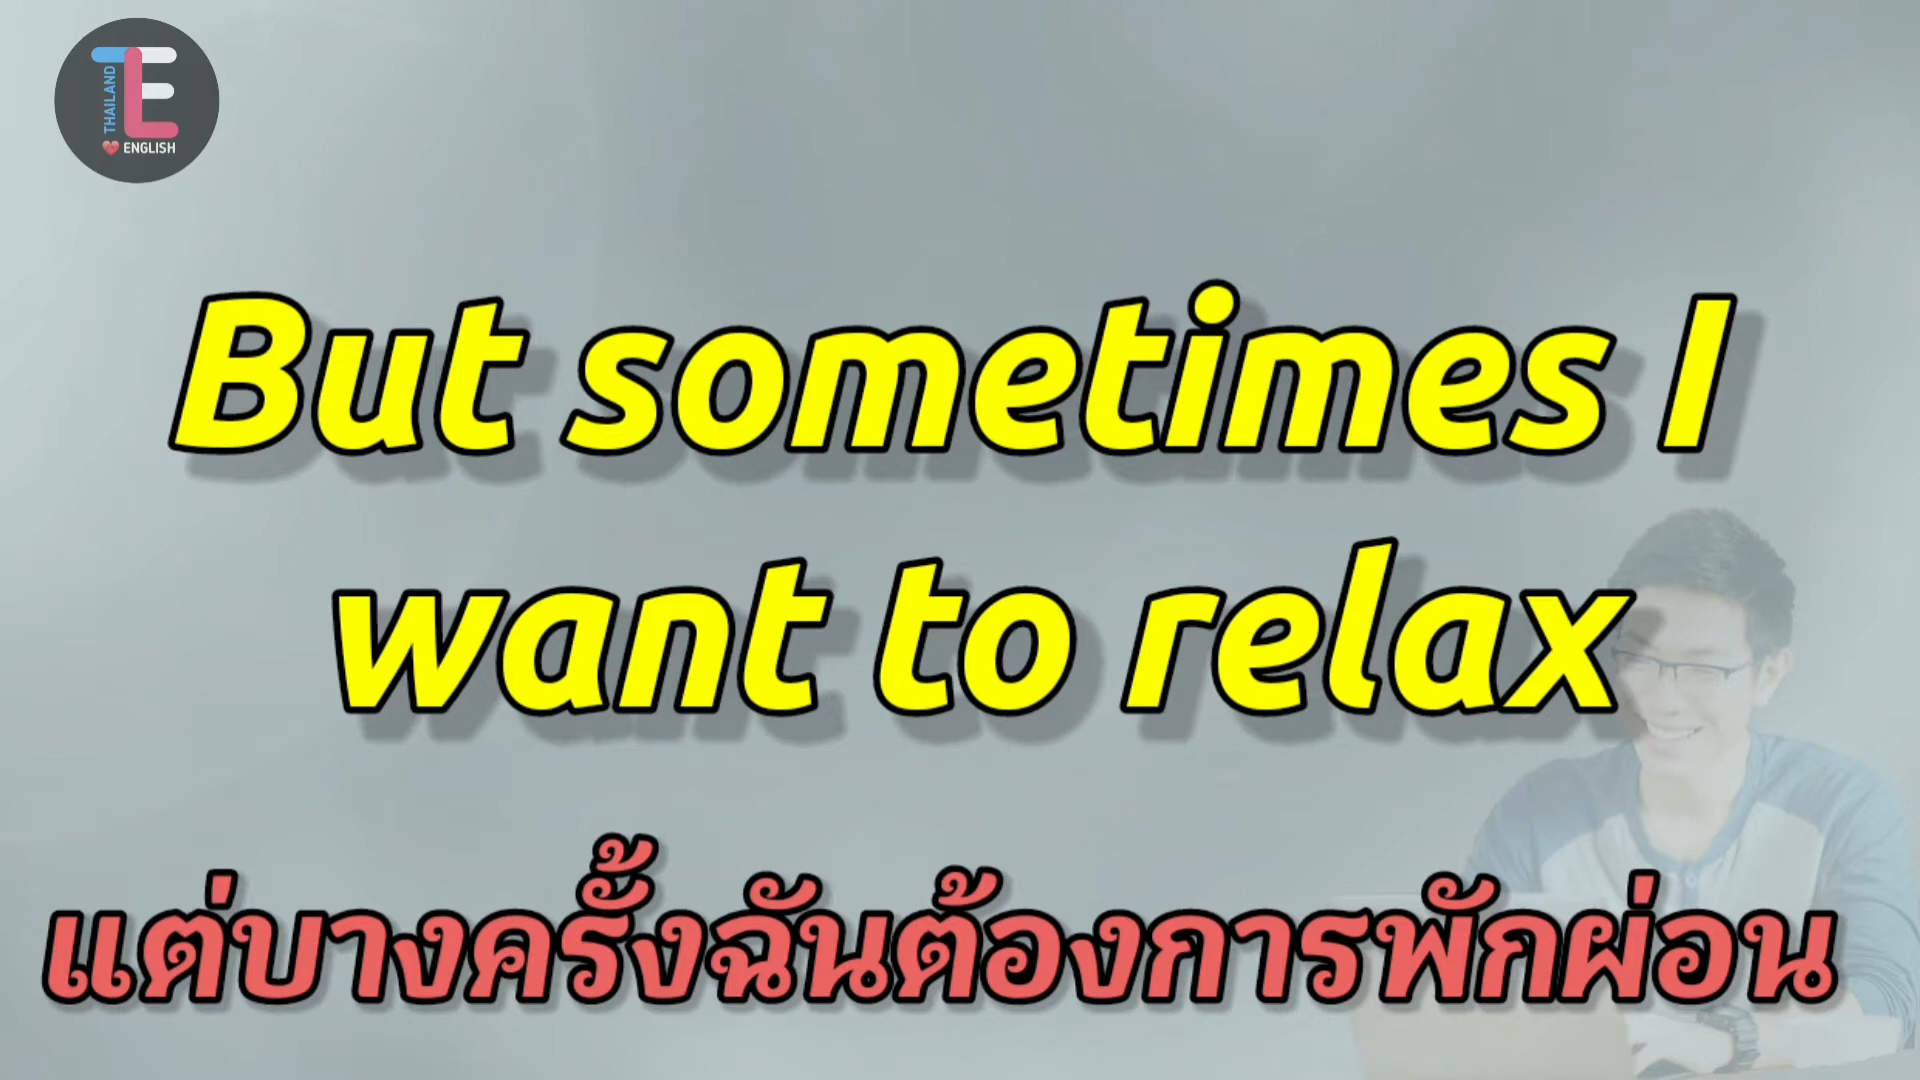 TE
THAILAND
❤ ENGLISH
But sometimes I
want to relax
แต่บางครั้งฉันต้องการพักผ่อน